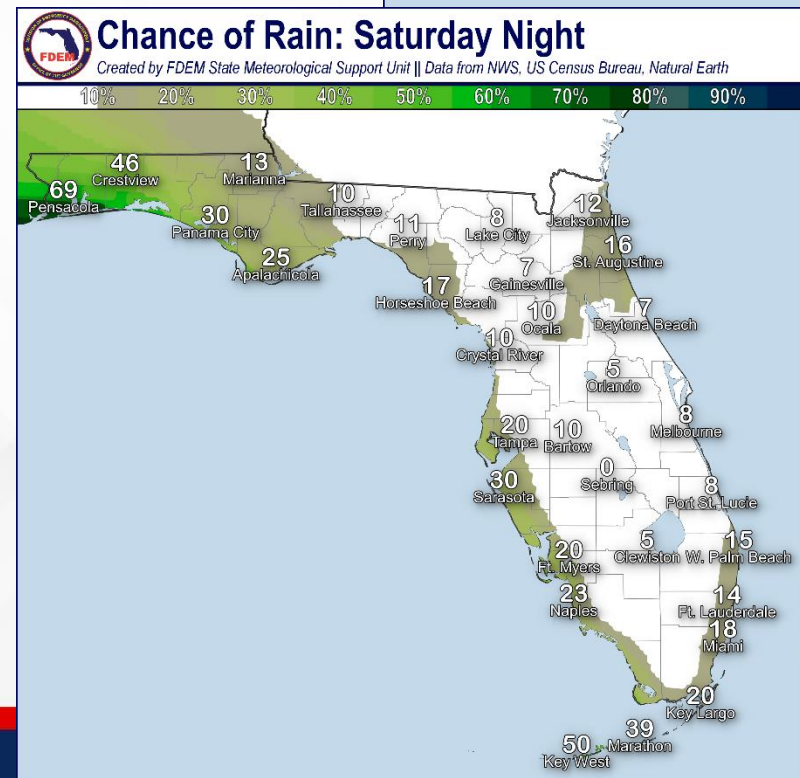 FDEM
Chance of Rain: Saturday Night
Created by FDEM State Meteorological Support Unit || Data from NWS, US Census Bureau, Natural Earth
10% 20% 30% 40% 50% 60% 70% 80% 90%
46
Crestview
13
Marianna
69
Pensacola
10
Tallahassee
12
Jacksonville
30
Panama City
11
Perry
8
Lake City
16
St. Augustine
25
Apalachicola
7
Gainesville
17
Horseshoe Beach
10
Ocala
7
Daytona Beach
10
Crystal River
5
Orlando
20
Tampa
10
Bartow
8
Melbourne
30
Sarasota
0
Sebring
8
Port St. Lucie
20
Ft. Myers
5
Clewiston
15
W. Palm Beach
23
Naples
14
Ft. Lauderdale
18
Miami
20
Key Largo
39
Marathon
50
Key West